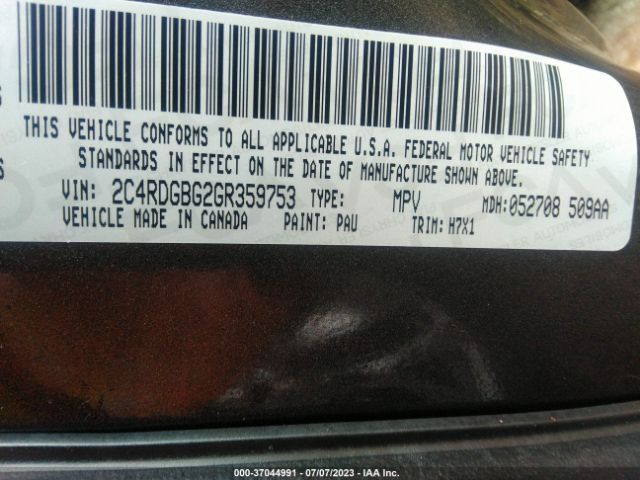 THIS VEHICLE CONFORMS TO ALL APPLICABLE U.S.A. FEDERAL MOTOR VEHICLE SAFETY
STANDARDS IN EFFECT ON THE DATE OF MANUFACTURE SHOWN ABOVE.
VIN: 2C4RDGBG2GR359753 TYPE: MPV MDH:052708 509AA
VEHICLE MADE IN CANADA PAINT: PAU TRIM: H7X1
000-37044991 / 07/07/2023 - IAA Inc.